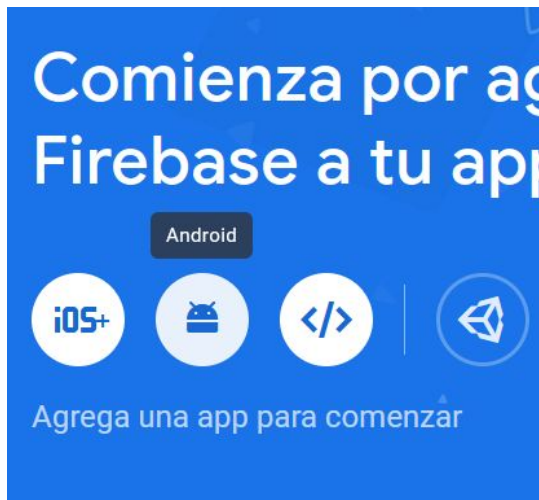 Comienza por ag
Firebase a tu app
Android
iOS+ </>
Agrega una app para comenzar